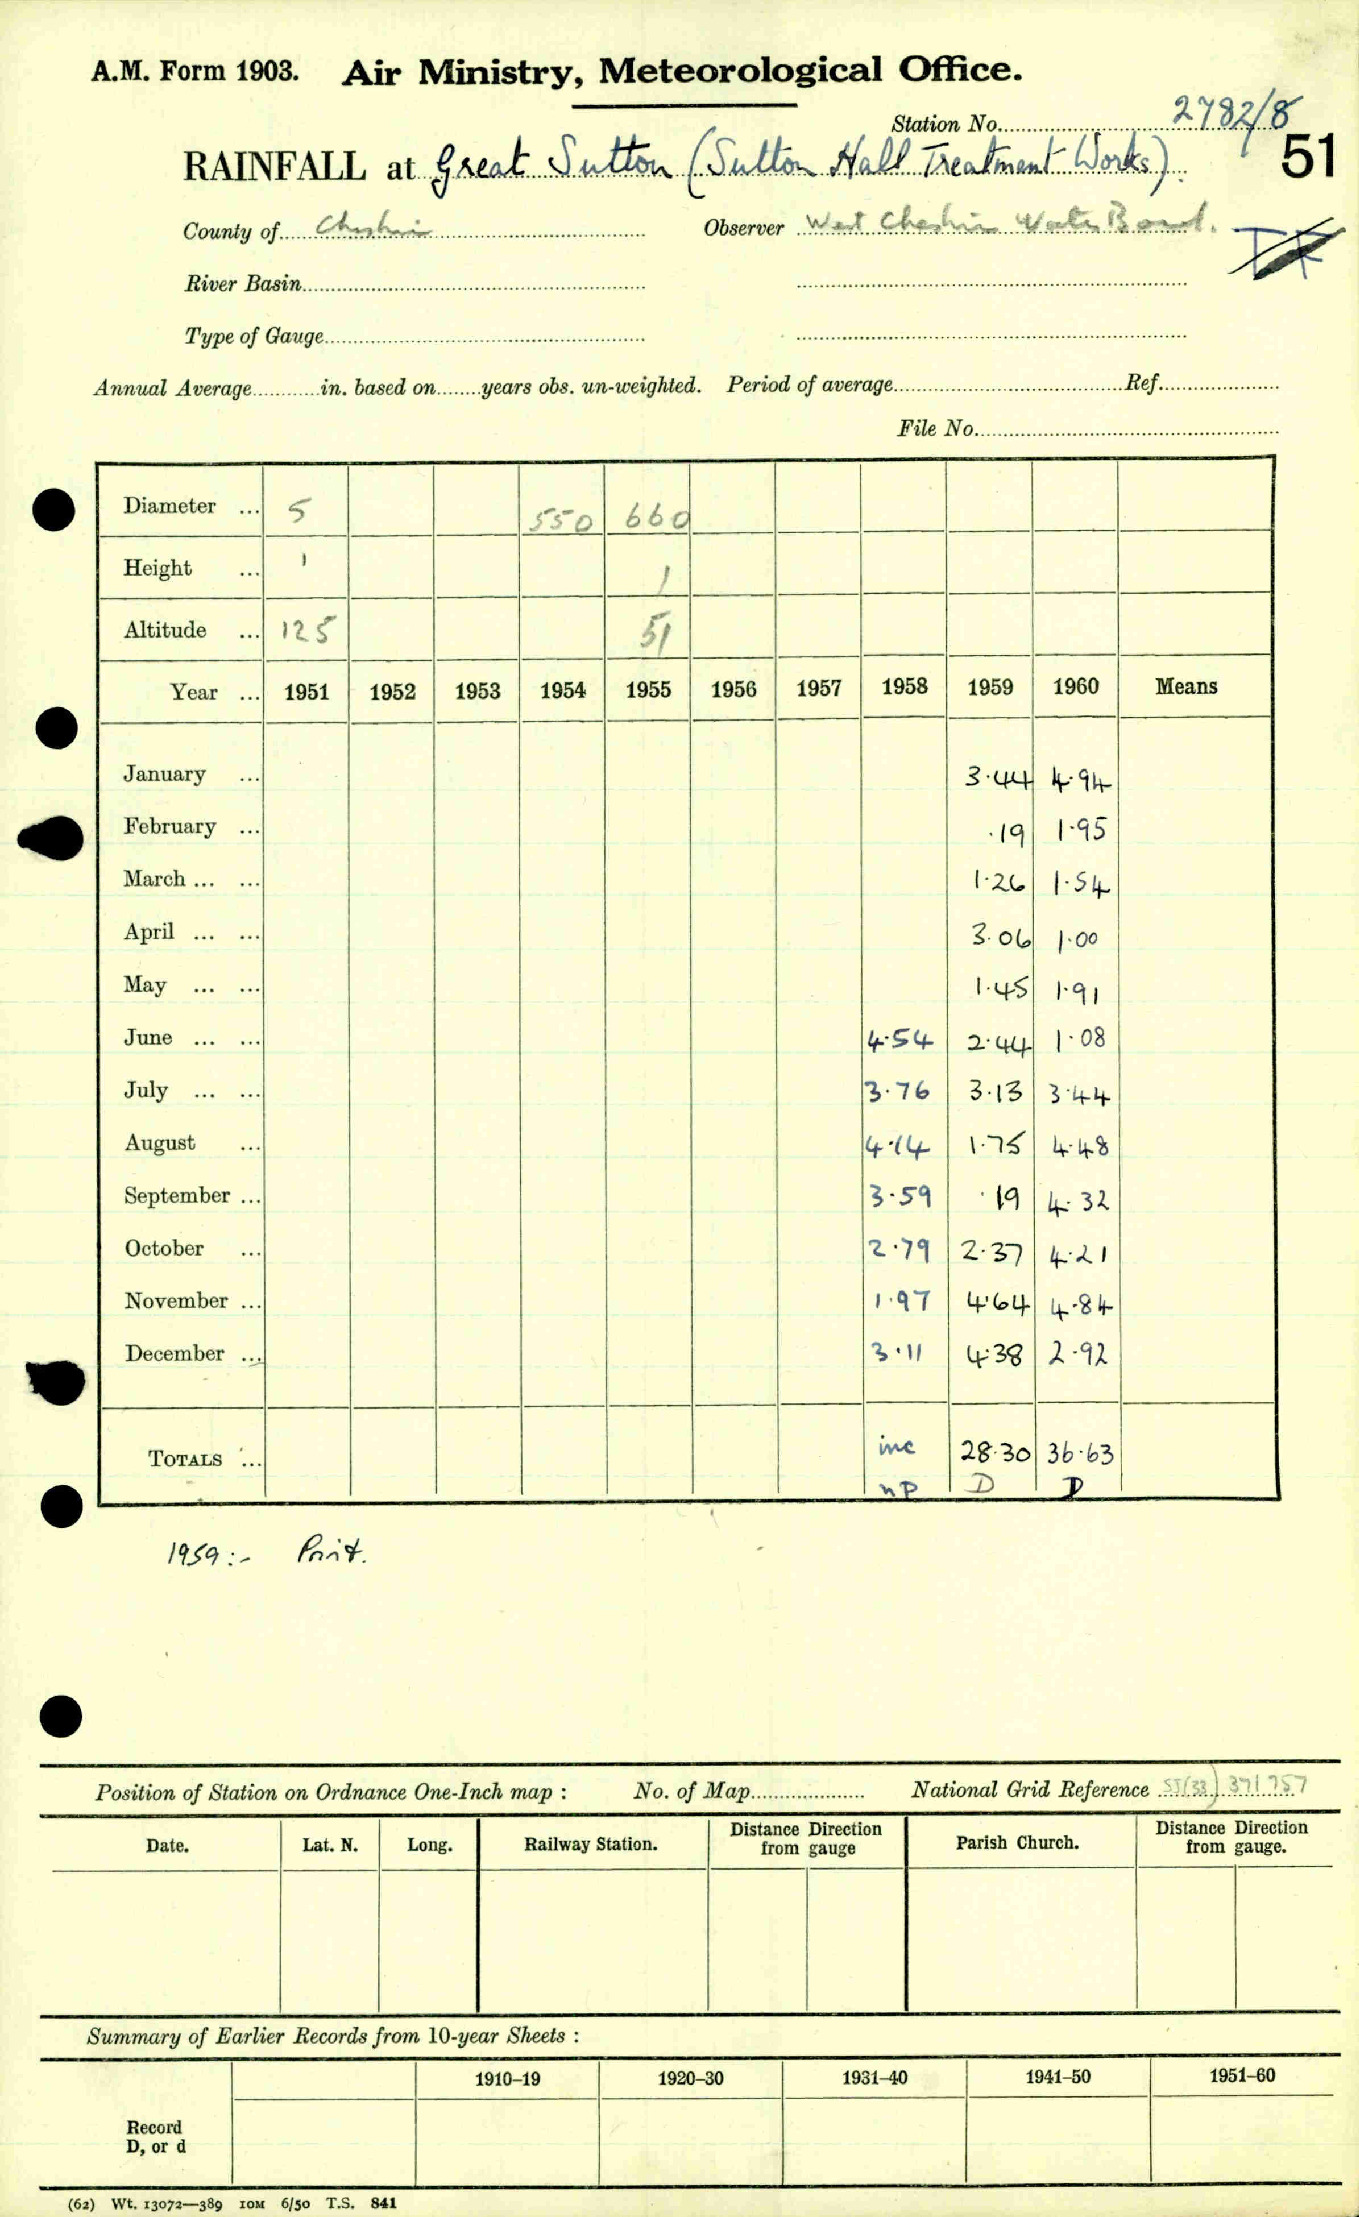 A.M. Form 1903. Air Ministry, Meteorological Office.
Station No. 2782/8
RAINFALL at Great Sutton (Sutton Hall Treatment Works). 51
County of Cheshire Observer West Cheshire Water Board.
River Basin
Type of Gauge
Annual Average in. based on years obs. un-weighted. Period of average Ref.
File No.
Diameter ... 5 550 660
Height ... 1 1
Altitude ... 125 51
Year ... 1951 1952 1953 1954 1955 1956 1957 1958 1959 1960 Means
January ... 3.44 4.94
February ... .19 1.95
March ... ... 1.26 1.54
April ... ... 3.06 1.00
May ... ... 1.45 1.91
June ... ... 4.54 2.44 1.08
July ... ... 3.76 3.13 3.44
August ... 4.14 1.75 4.48
September ... 3.59 .19 4.32
October ... 2.79 2.37 4.21
November ... 1.97 4.64 4.84
December ... 3.11 4.38 2.92
TOTALS ... inc 28.30 36.63
np D D
1959:- Print.
Position of Station on Ordnance One-Inch map : No. of Map National Grid Reference SJ(33) 371757
Date. Lat. N. Long. Railway Station. Distance Direction from gauge Parish Church. Distance Direction from gauge.
Summary of Earlier Records from 10-year Sheets :
1910–19 1920–30 1931–40 1941–50 1951–60
Record
D, or d
(62) Wt. 13072—389 10M 6/50 T.S. 841